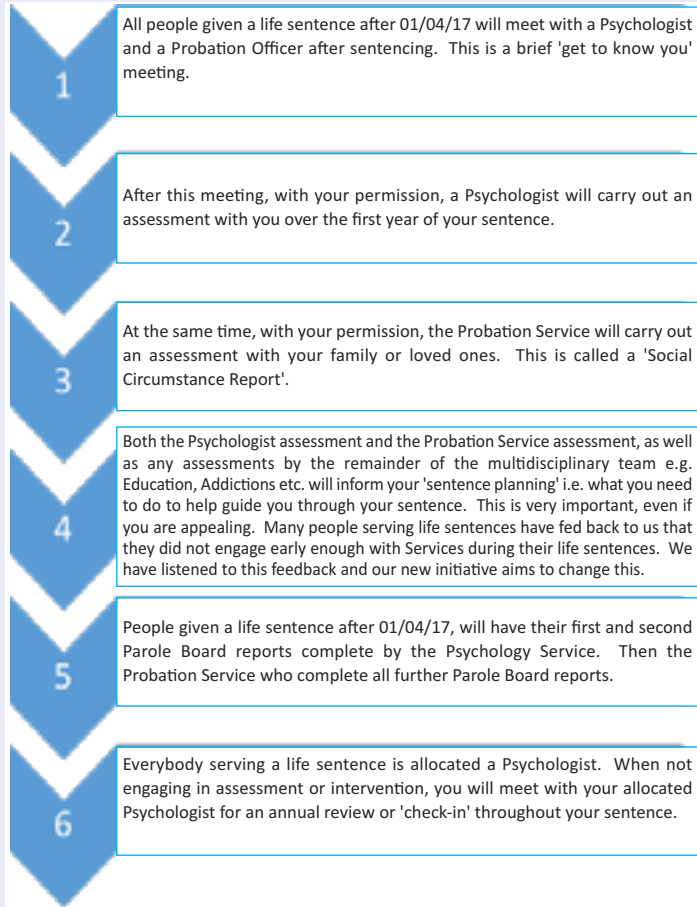 1
All people given a life sentence after 01/04/17 will meet with a Psychologist
and a Probation Officer after sentencing. This is a brief 'get to know you'
meeting.
2
After this meeting, with your permission, a Psychologist will carry out an
assessment with you over the first year of your sentence.
3
At the same time, with your permission, the Probation Service will carry out
an assessment with your family or loved ones. This is called a 'Social
Circumstance Report'.
4
Both the Psychologist assessment and the Probation Service assessment, as well
as any assessments by the remainder of the multidisciplinary team e.g.
Education, Addictions etc. will inform your 'sentence planning' i.e. what you need
to do to help guide you through your sentence. This is very important, even if
you are appealing. Many people serving life sentences have fed back to us that
they did not engage early enough with Services during their life sentences. We
have listened to this feedback and our new initiative aims to change this.
5
People given a life sentence after 01/04/17, will have their first and second
Parole Board reports complete by the Psychology Service. Then the
Probation Service who complete all further Parole Board reports.
6
Everybody serving a life sentence is allocated a Psychologist. When not
engaging in assessment or intervention, you will meet with your allocated
Psychologist for an annual review or 'check-in' throughout your sentence.